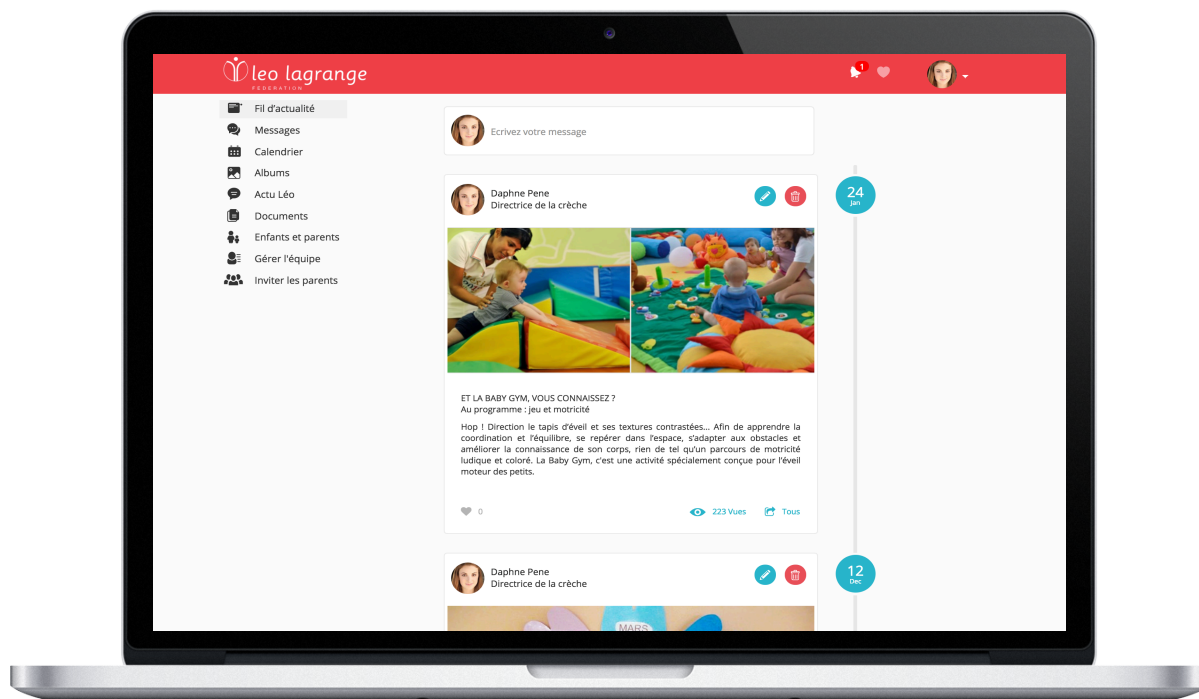 leo lagrange
FEDERATION
1
Fil d'actualité
Messages
Calendrier
Albums
Actu Léo
Documents
Enfants et parents
Gérer l'équipe
Inviter les parents
Ecrivez votre message
Daphne Pene
Directrice de la crèche
24
Jan
ET LA BABY GYM, VOUS CONNAISSEZ ?
Au programme : jeu et motricité
Hop ! Direction le tapis d'éveil et ses textures contrastées... Afin de apprendre la
coordination et l'équilibre, se repérer dans l'espace, s'adapter aux obstacles et
améliorer la connaissance de son corps, rien de tel qu'un parcours de motricité
ludique et coloré. La Baby Gym, c'est une activité spécialement conçue pour l'éveil
moteur des petits.
0
223 Vues
Tous
Daphne Pene
Directrice de la crèche
12
Dec
MARS